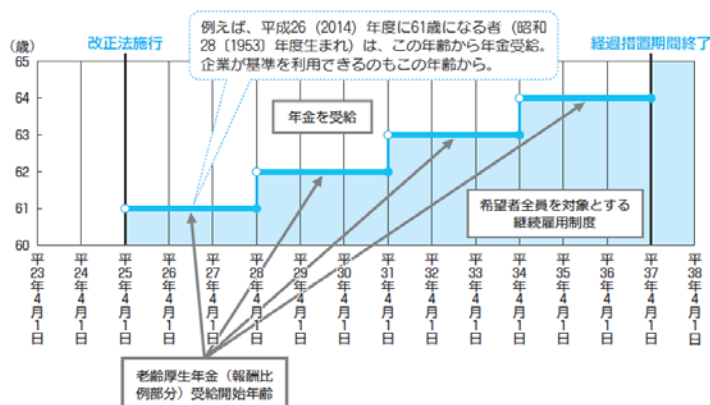 例えば、平成26（2014）年度に61歳になる者（昭和
28〔1953〕年度生まれ）は、この年齢から年金受給。
企業が基準を利用できるのもこの年齢から。
（歳）
改正法施行
経過措置期間終了
65
64
63
62
61
60
年金を受給
希望者全員を対象とする
継続雇用制度
平23年4月1日
平24年4月1日
平25年4月1日
平26年4月1日
平27年4月1日
平28年4月1日
平29年4月1日
平30年4月1日
平31年4月1日
平32年4月1日
平33年4月1日
平34年4月1日
平35年4月1日
平36年4月1日
平37年4月1日
平38年4月1日
老齢厚生年金（報酬比
例部分）受給開始年齢